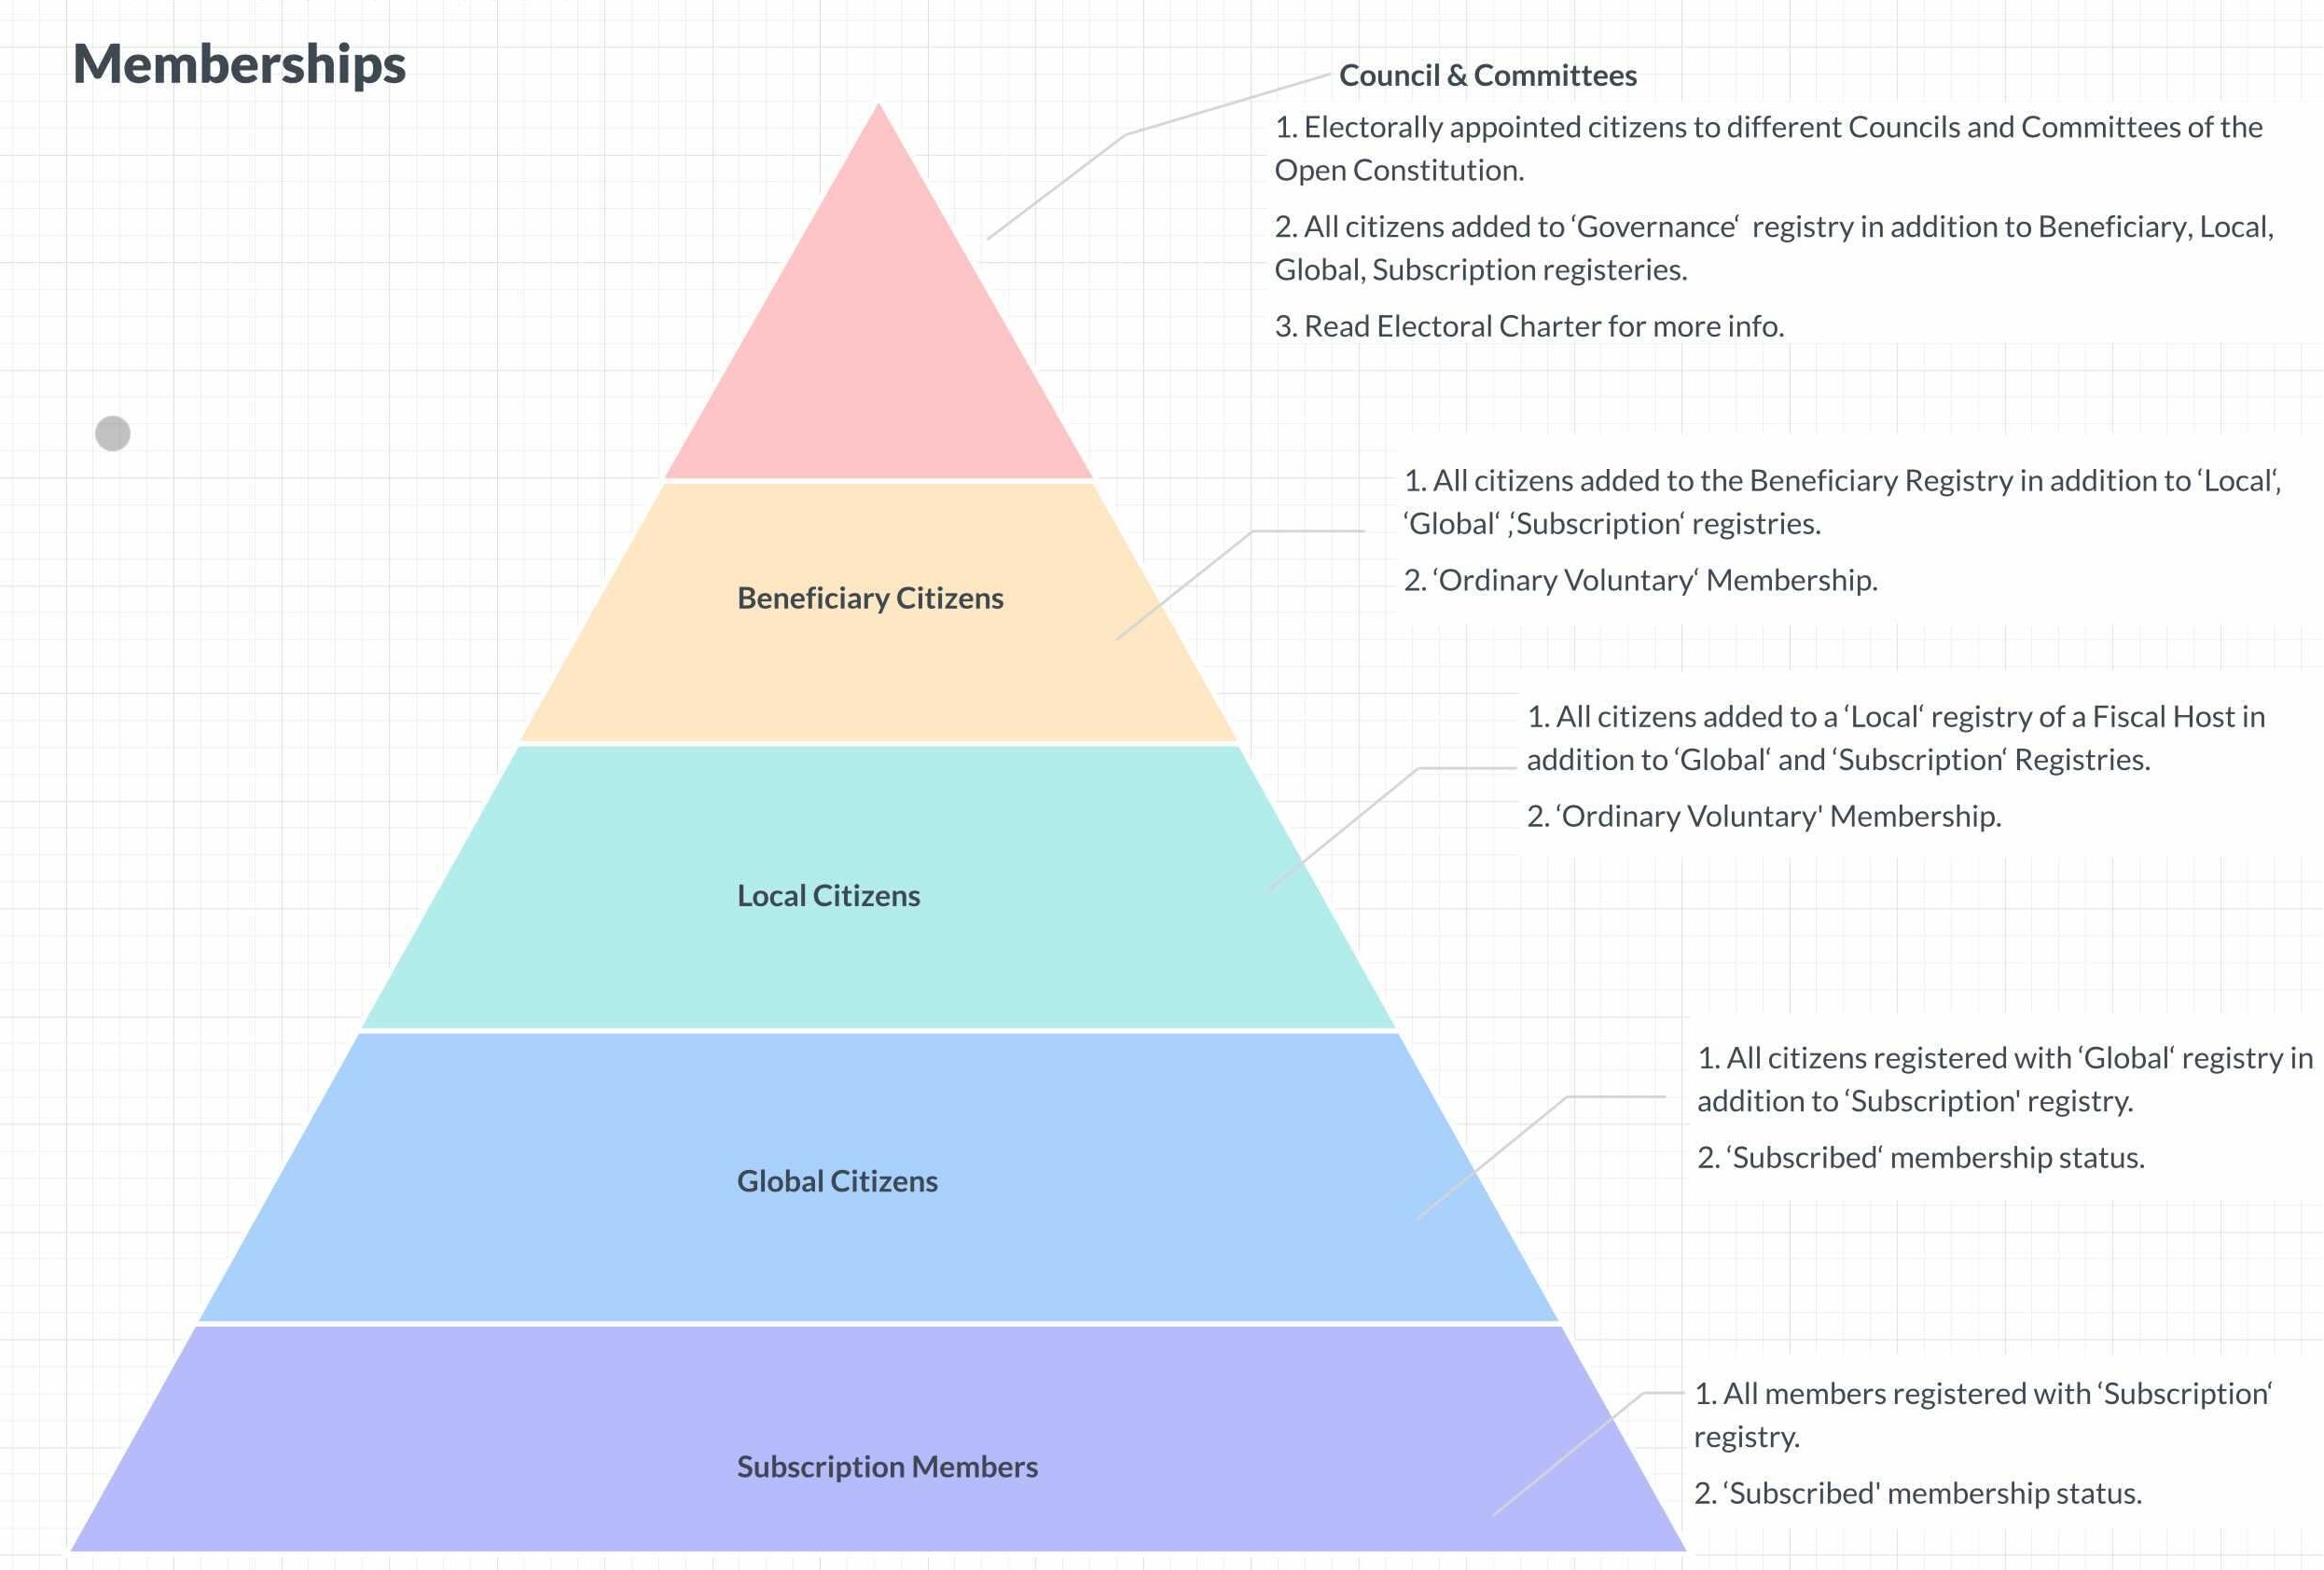 Memberships
Council & Committees
1. Electorally appointed citizens to different Councils and Committees of the
Open Constitution.
2. All citizens added to ‘Governance‘  registry in addition to Beneficiary, Local,
Global, Subscription registeries.
3. Read Electoral Charter for more info.
1. All citizens added to the Beneficiary Registry in addition to ‘Local‘,
‘Global‘ ,‘Subscription‘ registries.
2. ‘Ordinary Voluntary‘ Membership.
Beneficiary Citizens
1. All citizens added to a ‘Local‘ registry of a Fiscal Host in
addition to ‘Global‘ and ‘Subscription‘ Registries.
2. ‘Ordinary Voluntary' Membership.
Local Citizens
1. All citizens registered with ‘Global‘ registry in
addition to ‘Subscription' registry.
2. ‘Subscribed‘ membership status.
Global Citizens
1. All members registered with ‘Subscription‘
registry.
2. ‘Subscribed' membership status.
Subscription Members